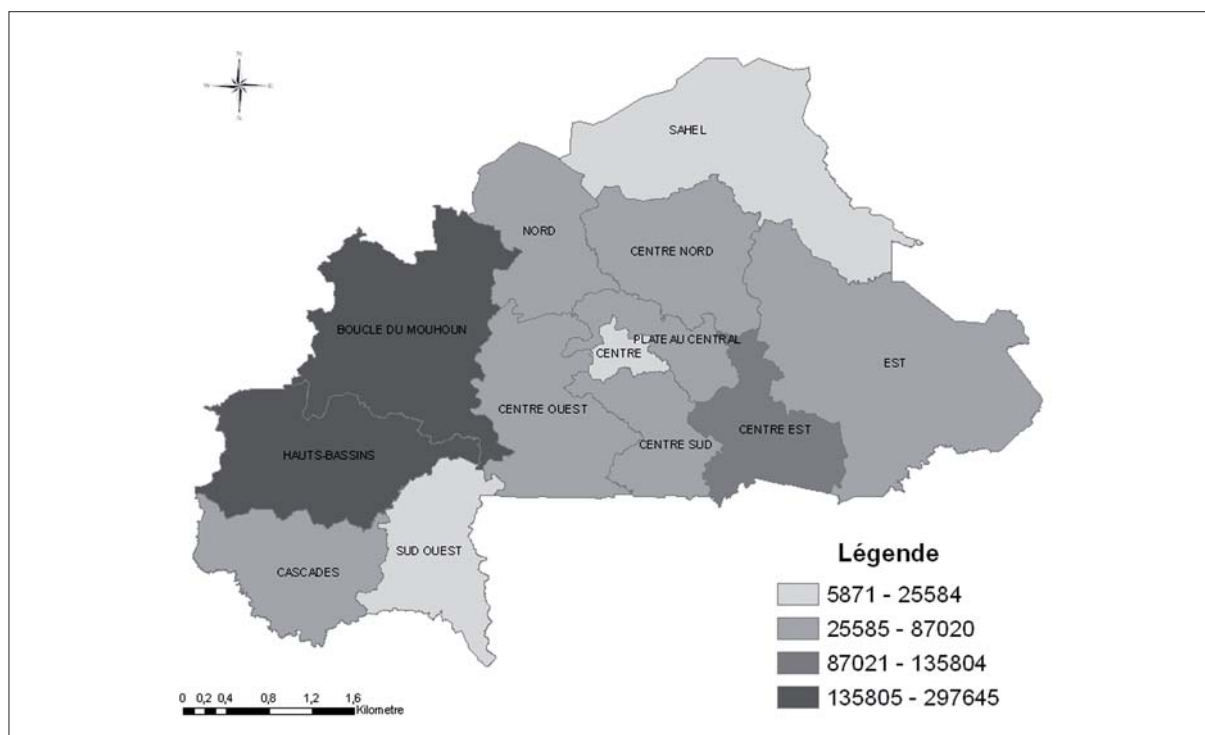 N
W E
N
SAHEL
NORD
CENTRE NORD
BOUCLE DU MOUHOUN
PLATEAU CENTRAL
CENTRE
EST
CENTRE OUEST
CENTRE EST
CENTRE SUD
HAUTS-BASSINS
SUD OUEST
CASCADES
Légende
5871 - 25584
25585 - 87020
87021 - 135804
135805 - 297645
0 0,2 0,4 0,8 1,2 1,6
Kilometre